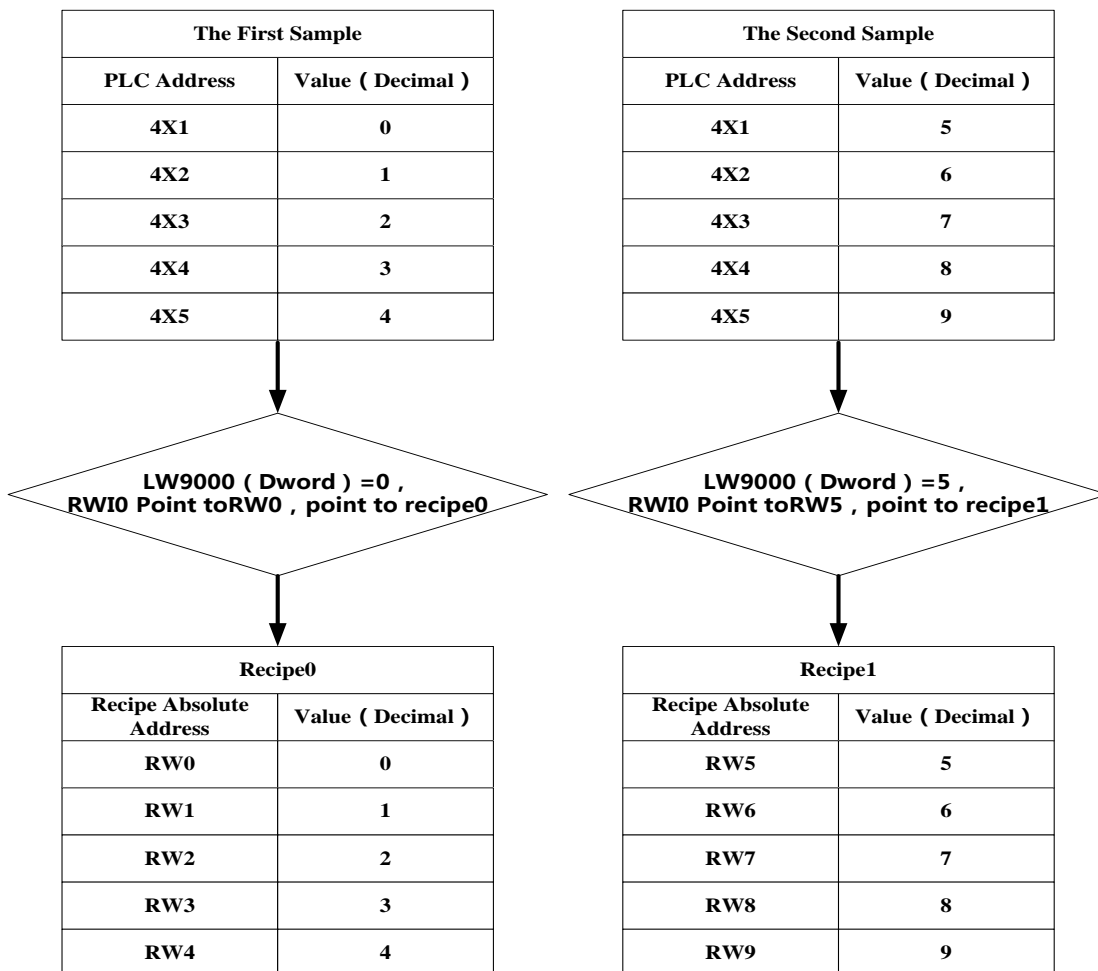 The First Sample
PLC Address Value ( Decimal )
4X1 0
4X2 1
4X3 2
4X4 3
4X5 4
LW9000 ( Dword ) =0 ,
RWI0 Point toRW0 , point to recipe0
Recipe0
Recipe Absolute
Address
Value ( Decimal )
RW0 0
RW1 1
RW2 2
RW3 3
RW4 4
The Second Sample
PLC Address Value ( Decimal )
4X1 5
4X2 6
4X3 7
4X4 8
4X5 9
LW9000 ( Dword ) =5 ,
RWI0 Point toRW5 , point to recipe1
Recipe1
Recipe Absolute
Address
Value ( Decimal )
RW5 5
RW6 6
RW7 7
RW8 8
RW9 9